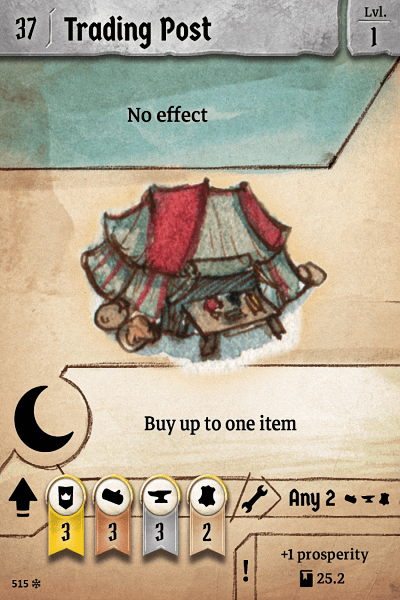 37 Trading Post
Lvl.
1
No effect
Buy up to one item
3 3 3 2
Any 2
+1 prosperity
! 25.2
515